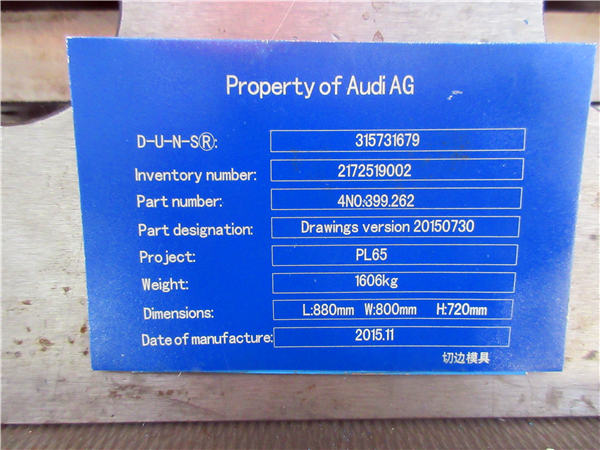 Property of Audi AG
D-U-N-S®: 315731679
Inventory number: 2172519002
Part number: 4N0.399.262
Part designation: Drawings version 20150730
Project: PL65
Weight: 1606kg
Dimensions: L:880mm W:800mm H:720mm
Date of manufacture: 2015.11
切边模具